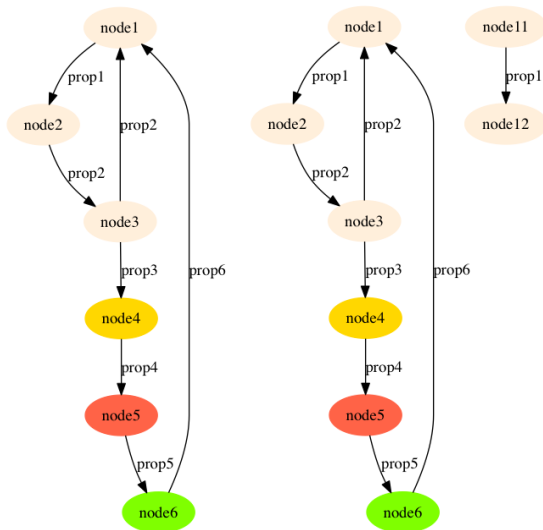 node1
prop1
node2
prop2
prop2
node3
prop3
node4
prop4
node5
prop5
node6
prop6
node1
prop1
node2
prop2
prop2
node3
prop3
node4
prop4
node5
prop5
node6
prop6
node11
prop1
node12